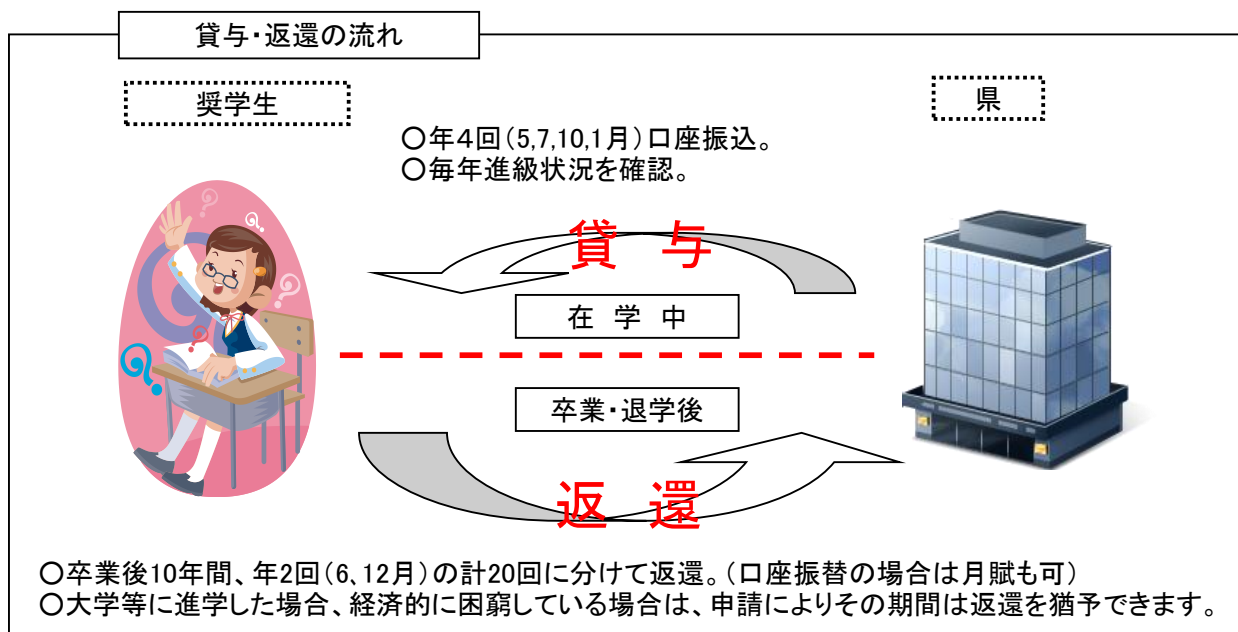 貸与・返還の流れ
奨学生
県
○年4回(5,7,10,1月)口座振込。
○毎年進級状況を確認。
貸 与
在 学 中
卒業・退学後
返 還
○卒業後10年間、年2回(6、12月)の計20回に分けて返還。(口座振替の場合は月賦も可)
○大学等に進学した場合、経済的に困窮している場合は、申請によりその期間は返還を猶予できます。